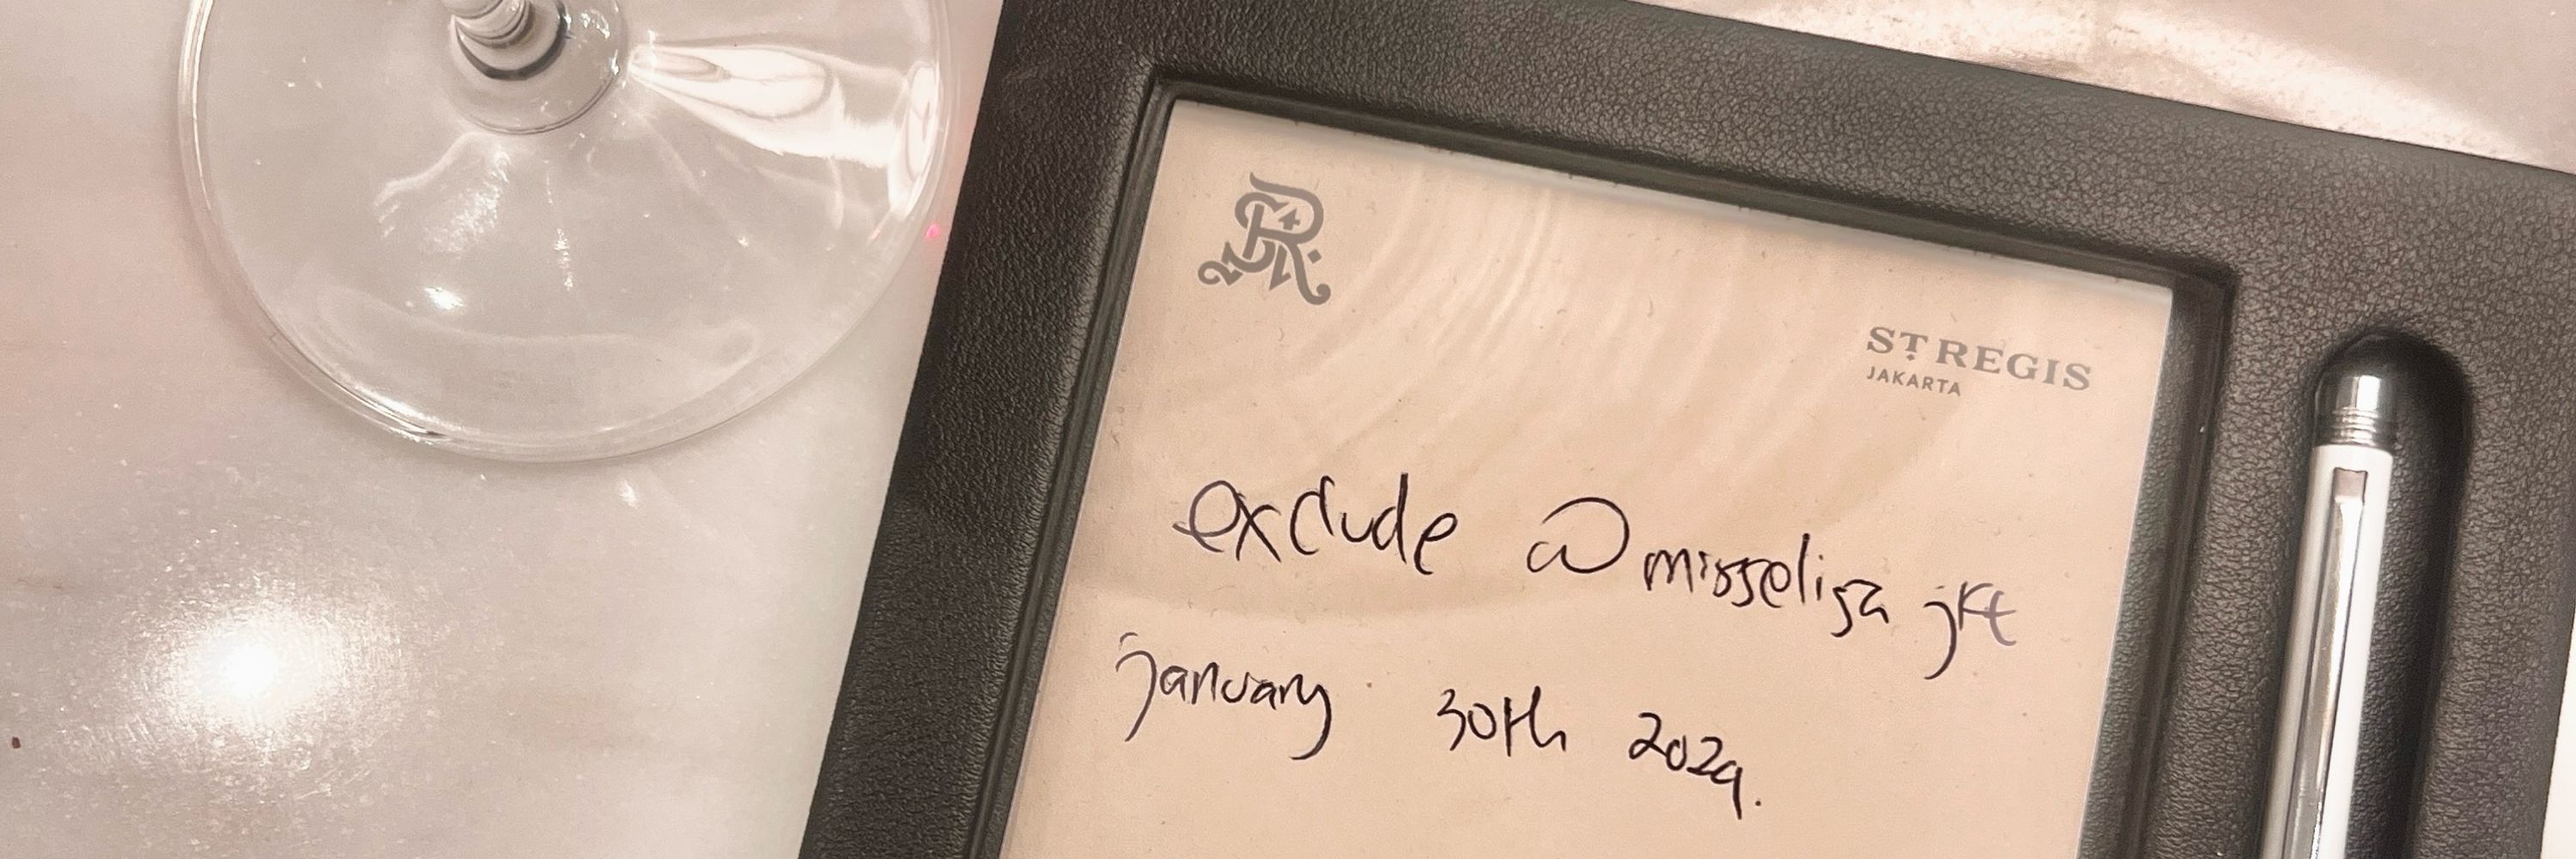 ST REGIS
JAKARTA
exclude @misselisa jkt
january 30th 2024.